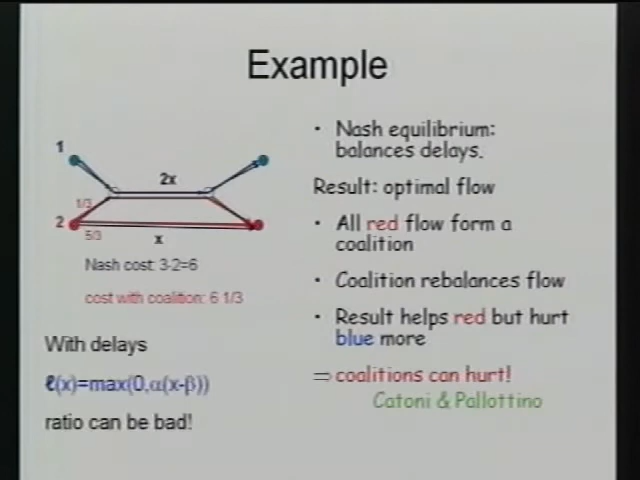 Example
1
2x
1/3
2
5/3
x
Nash cost: 3·2=6
cost with coalition: 6 1/3
With delays
ℓ(x)=max(0,α(x-β))
ratio can be bad!
• Nash equilibrium:
balances delays.
Result: optimal flow
• All red flow form a
coalition
• Coalition rebalances flow
• Result helps red but hurt
blue more
⇒ coalitions can hurt!
Catoni & Pallottino